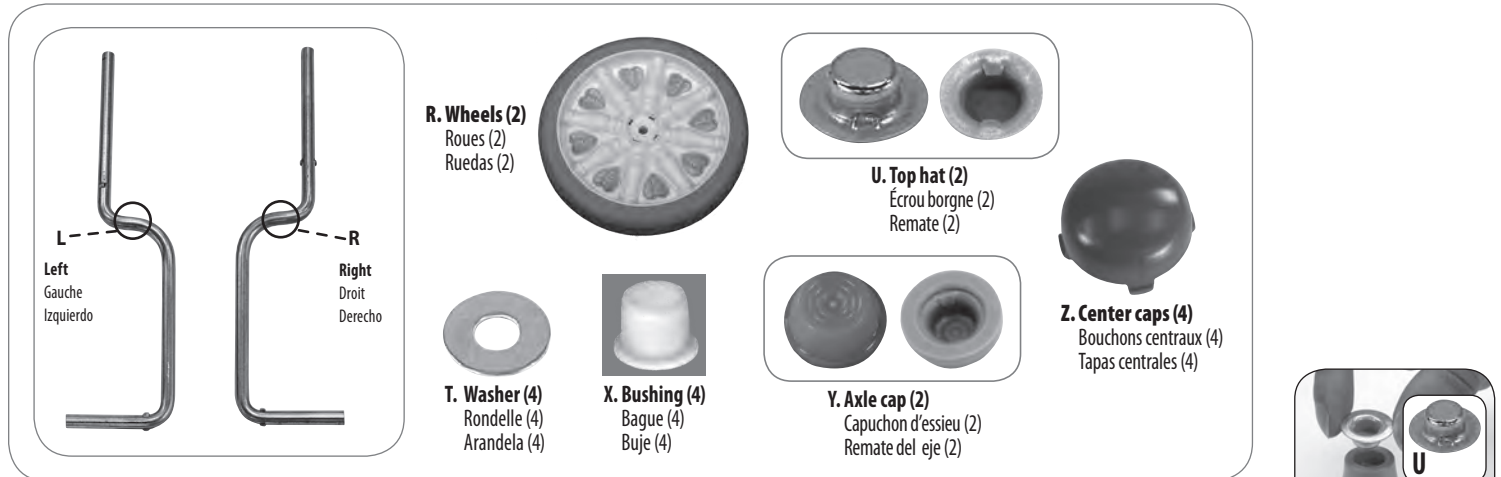 L
Left
Gauche
Izquierdo
R
Right
Droit
Derecho
R. Wheels (2)
Roues (2)
Ruedas (2)
T. Washer (4)
Rondelle (4)
Arandela (4)
X. Bushing (4)
Bague (4)
Buje (4)
U. Top hat (2)
Écrou borgne (2)
Remate (2)
Y. Axle cap (2)
Capuchon d’essieu (2)
Remate del eje (2)
Z. Center caps (4)
Bouchons centraux (4)
Tapas centrales (4)
U